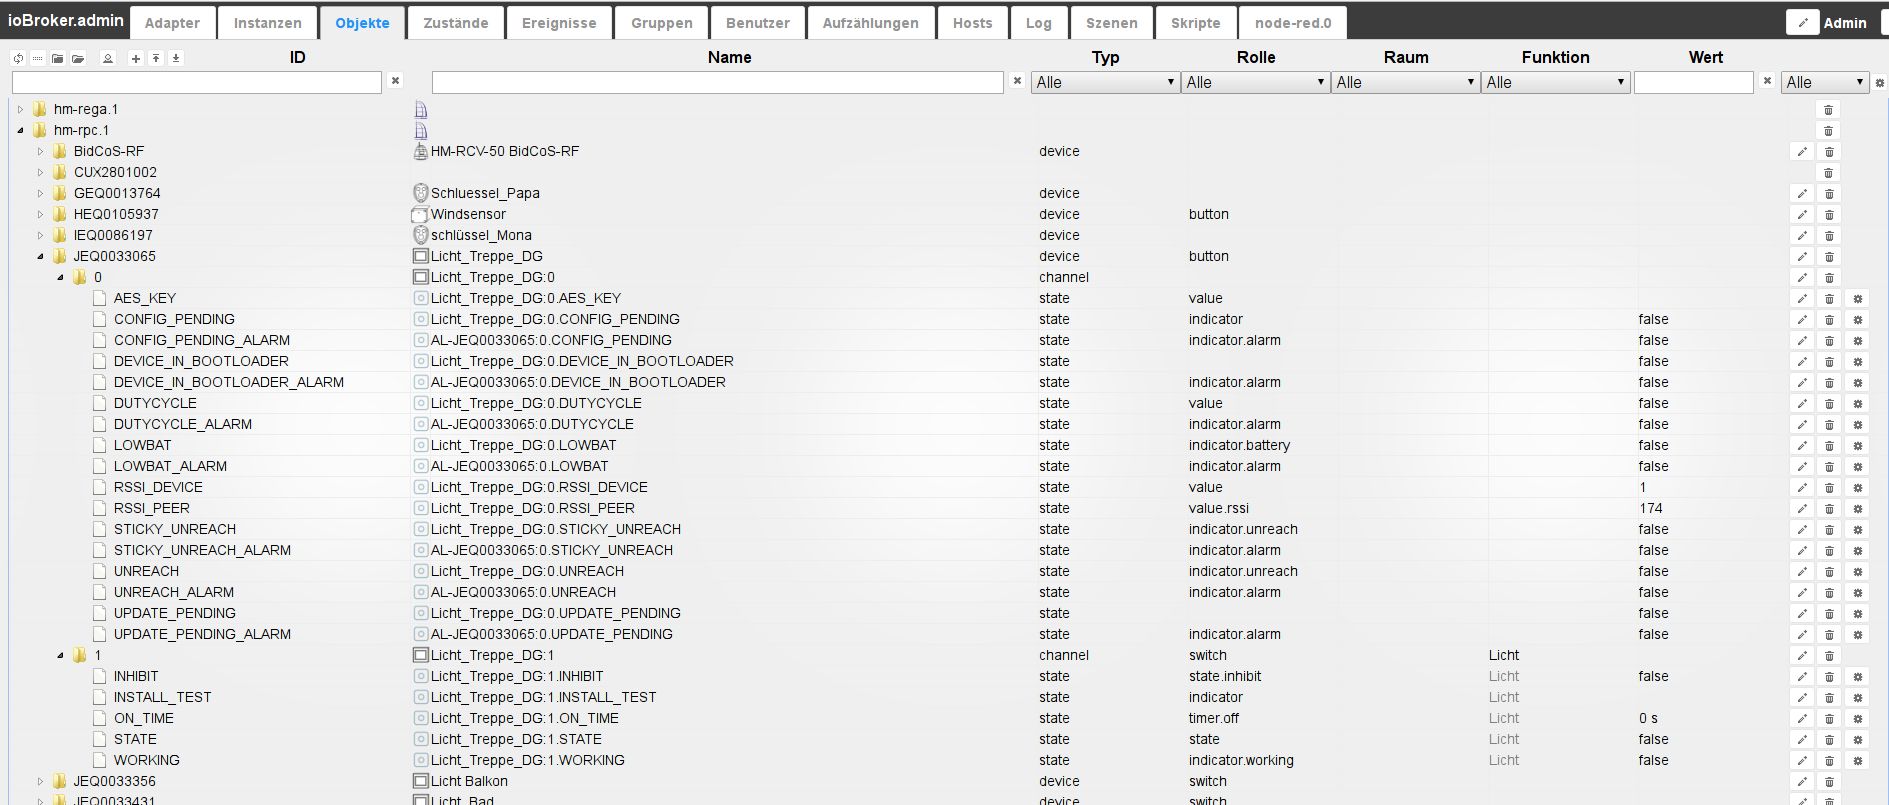 ioBroker.admin Adapter Instanzen Objekte Zustände Ereignisse Gruppen Benutzer Aufzählungen Hosts Log Szenen Skripte node-red.0 Admin
ID Name Typ Rolle Raum Funktion Wert
Alle Alle Alle Alle Alle
hm-rega.1
hm-rpc.1
BidCoS-RF HM-RCV-50 BidCoS-RF device
CUX2801002
GEQ0013764 Schluessel_Papa device
HEQ0105937 Windsensor device button
IEQ0086197 schlüssel_Mona device
JEQ0033065 Licht_Treppe_DG device button
0 Licht_Treppe_DG:0 channel
AES_KEY Licht_Treppe_DG:0.AES_KEY state value
CONFIG_PENDING Licht_Treppe_DG:0.CONFIG_PENDING state indicator false
CONFIG_PENDING_ALARM AL-JEQ0033065:0.CONFIG_PENDING state indicator.alarm false
DEVICE_IN_BOOTLOADER Licht_Treppe_DG:0.DEVICE_IN_BOOTLOADER state false
DEVICE_IN_BOOTLOADER_ALARM AL-JEQ0033065:0.DEVICE_IN_BOOTLOADER state indicator.alarm false
DUTYCYCLE Licht_Treppe_DG:0.DUTYCYCLE state value false
DUTYCYCLE_ALARM AL-JEQ0033065:0.DUTYCYCLE state indicator.alarm false
LOWBAT Licht_Treppe_DG:0.LOWBAT state indicator.battery false
LOWBAT_ALARM AL-JEQ0033065:0.LOWBAT state indicator.alarm false
RSSI_DEVICE Licht_Treppe_DG:0.RSSI_DEVICE state value 1
RSSI_PEER Licht_Treppe_DG:0.RSSI_PEER state value.rssi 174
STICKY_UNREACH Licht_Treppe_DG:0.STICKY_UNREACH state indicator.unreach false
STICKY_UNREACH_ALARM AL-JEQ0033065:0.STICKY_UNREACH state indicator.alarm false
UNREACH Licht_Treppe_DG:0.UNREACH state indicator.unreach false
UNREACH_ALARM AL-JEQ0033065:0.UNREACH state indicator.alarm false
UPDATE_PENDING Licht_Treppe_DG:0.UPDATE_PENDING state false
UPDATE_PENDING_ALARM AL-JEQ0033065:0.UPDATE_PENDING state indicator.alarm false
1 Licht_Treppe_DG:1 channel switch Licht
INHIBIT Licht_Treppe_DG:1.INHIBIT state state.inhibit Licht false
INSTALL_TEST Licht_Treppe_DG:1.INSTALL_TEST state indicator Licht
ON_TIME Licht_Treppe_DG:1.ON_TIME state timer.off Licht 0 s
STATE Licht_Treppe_DG:1.STATE state state Licht false
WORKING Licht_Treppe_DG:1.WORKING state indicator.working Licht false
JEQ0033356 Licht Balkon device switch
JEQ0033431 Licht_Bad device switch